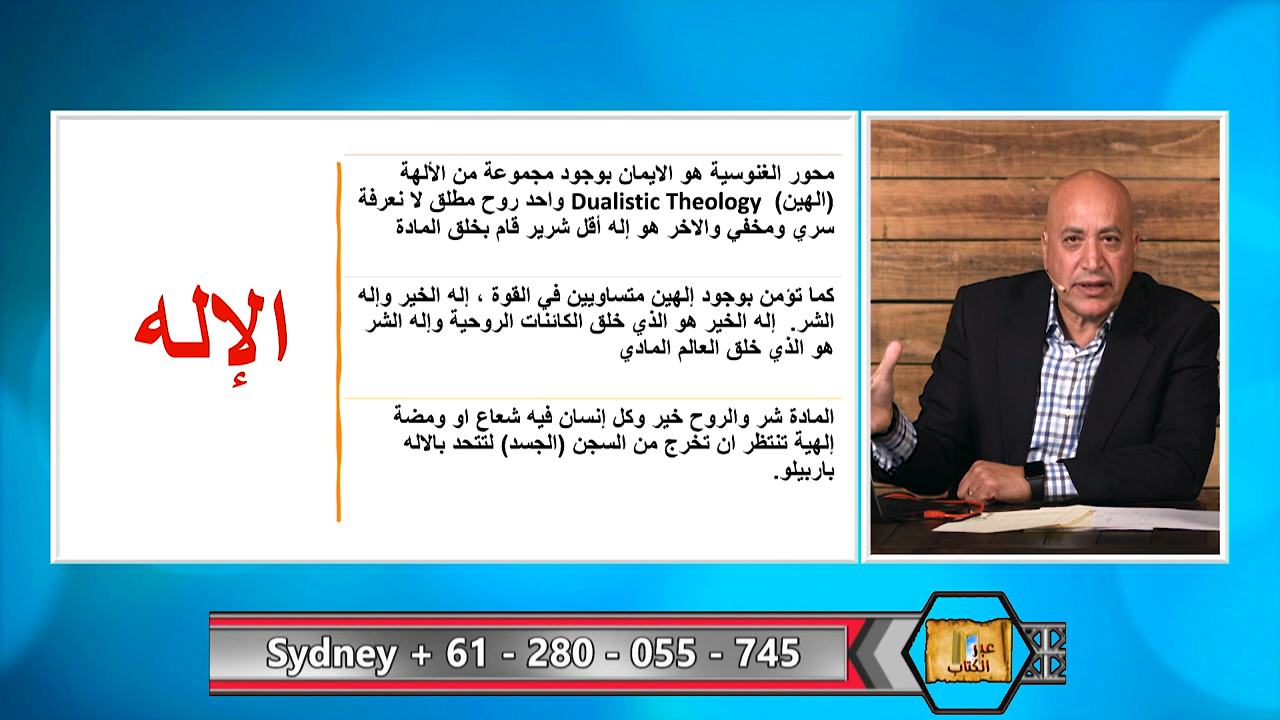 الإله
محور الغنوسية هو الايمان بوجود مجموعة من الألهة
(الهين) Dualistic Theology واحد روح مطلق لا نعرفة
سري ومخفي والاخر هو إله أقل شرير قام بخلق المادة
كما تؤمن بوجود إلهين متساويين في القوة ، إله الخير وإله
الشر. إله الخير هو الذي خلق الكائنات الروحية وإله الشر
هو الذي خلق العالم المادي
المادة شر والروح خير وكل إنسان فيه شعاع او ومضة
إلهية تنتظر ان تخرج من السجن (الجسد) لتتحد بالاله
باربيلو.
Sydney + 61 - 280 - 055 - 745
عبر
الكتاب